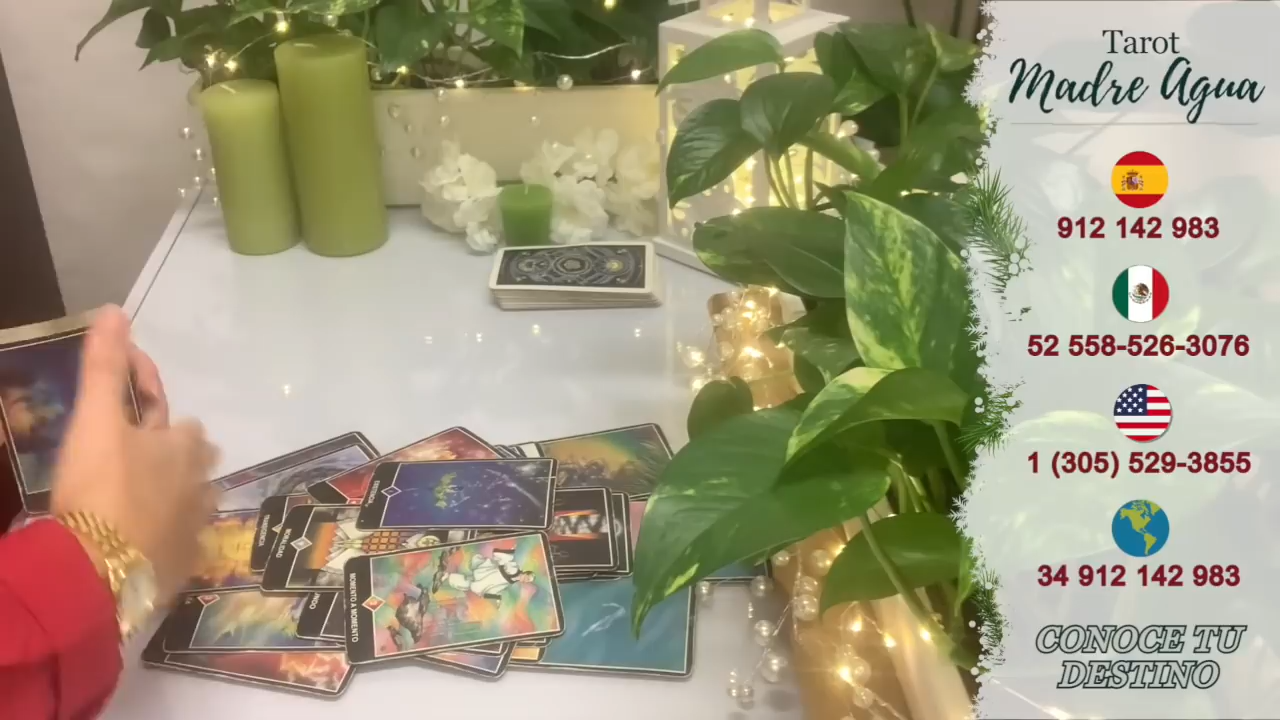 Tarot
Madre Agua
912 142 983
52 558-526-3076
1 (305) 529-3855
34 912 142 983
CONOCE TU
DESTINO
MOMENTO A MOMENTO